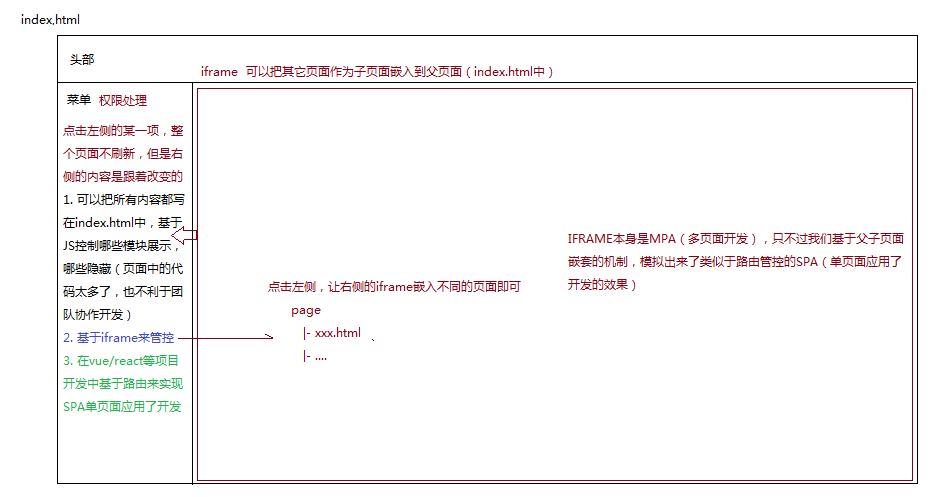 index,html
头部
iframe 可以把其它页面作为子页面嵌入到父页面（index.html中）
菜单 权限处理
点击左侧的某一项，整
个页面不刷新，但是右
侧的内容是跟着改变的
1. 可以把所有内容都写
在index.html中，基于
JS控制哪些模块展示，
哪些隐藏（页面中的代
码太多了，也不利于团
队协作开发）
2. 基于iframe来管控
3. 在vue/react等项目
开发中基于路由来实现
SPA单页面应用了开发
点击左侧，让右侧的iframe嵌入不同的页面即可
page
|- xxx.html 、
|- ....
IFRAME本身是MPA（多页面开发），只不过我们基于父子页面
嵌套的机制，模拟出来了类似于路由管控的SPA（单页面应用了
开发的效果）